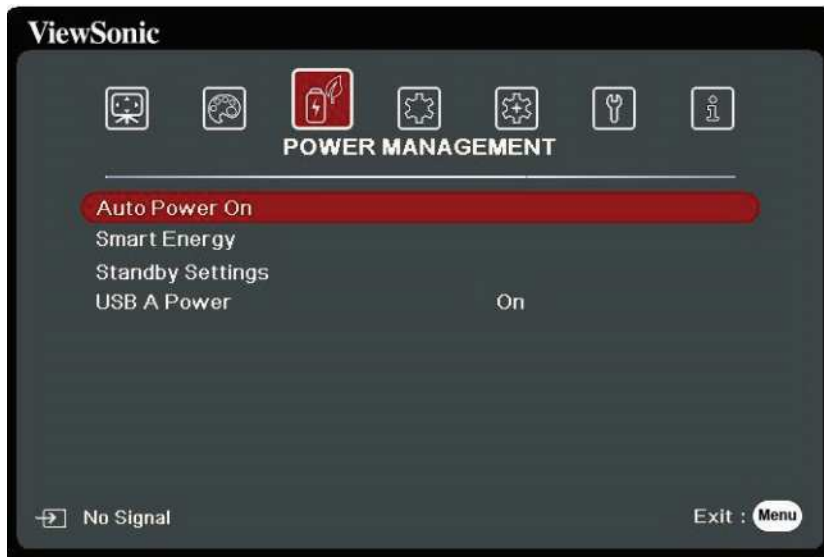 ViewSonic
POWER MANAGEMENT
Auto Power On
Smart Energy
Standby Settings
USB A Power On
No Signal Exit : Menu